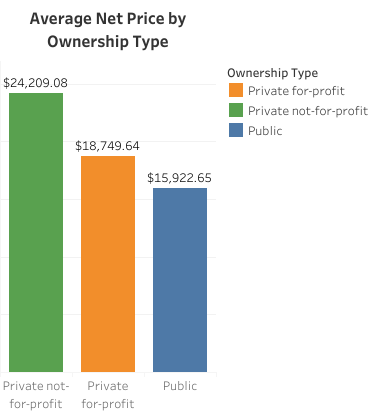 Average Net Price by
Ownership Type
Ownership Type
Private for-profit
Private not-for-profit
Public
$24,209.08
$18,749.64
$15,922.65
Private not-
for-profit
Private
for-profit
Public